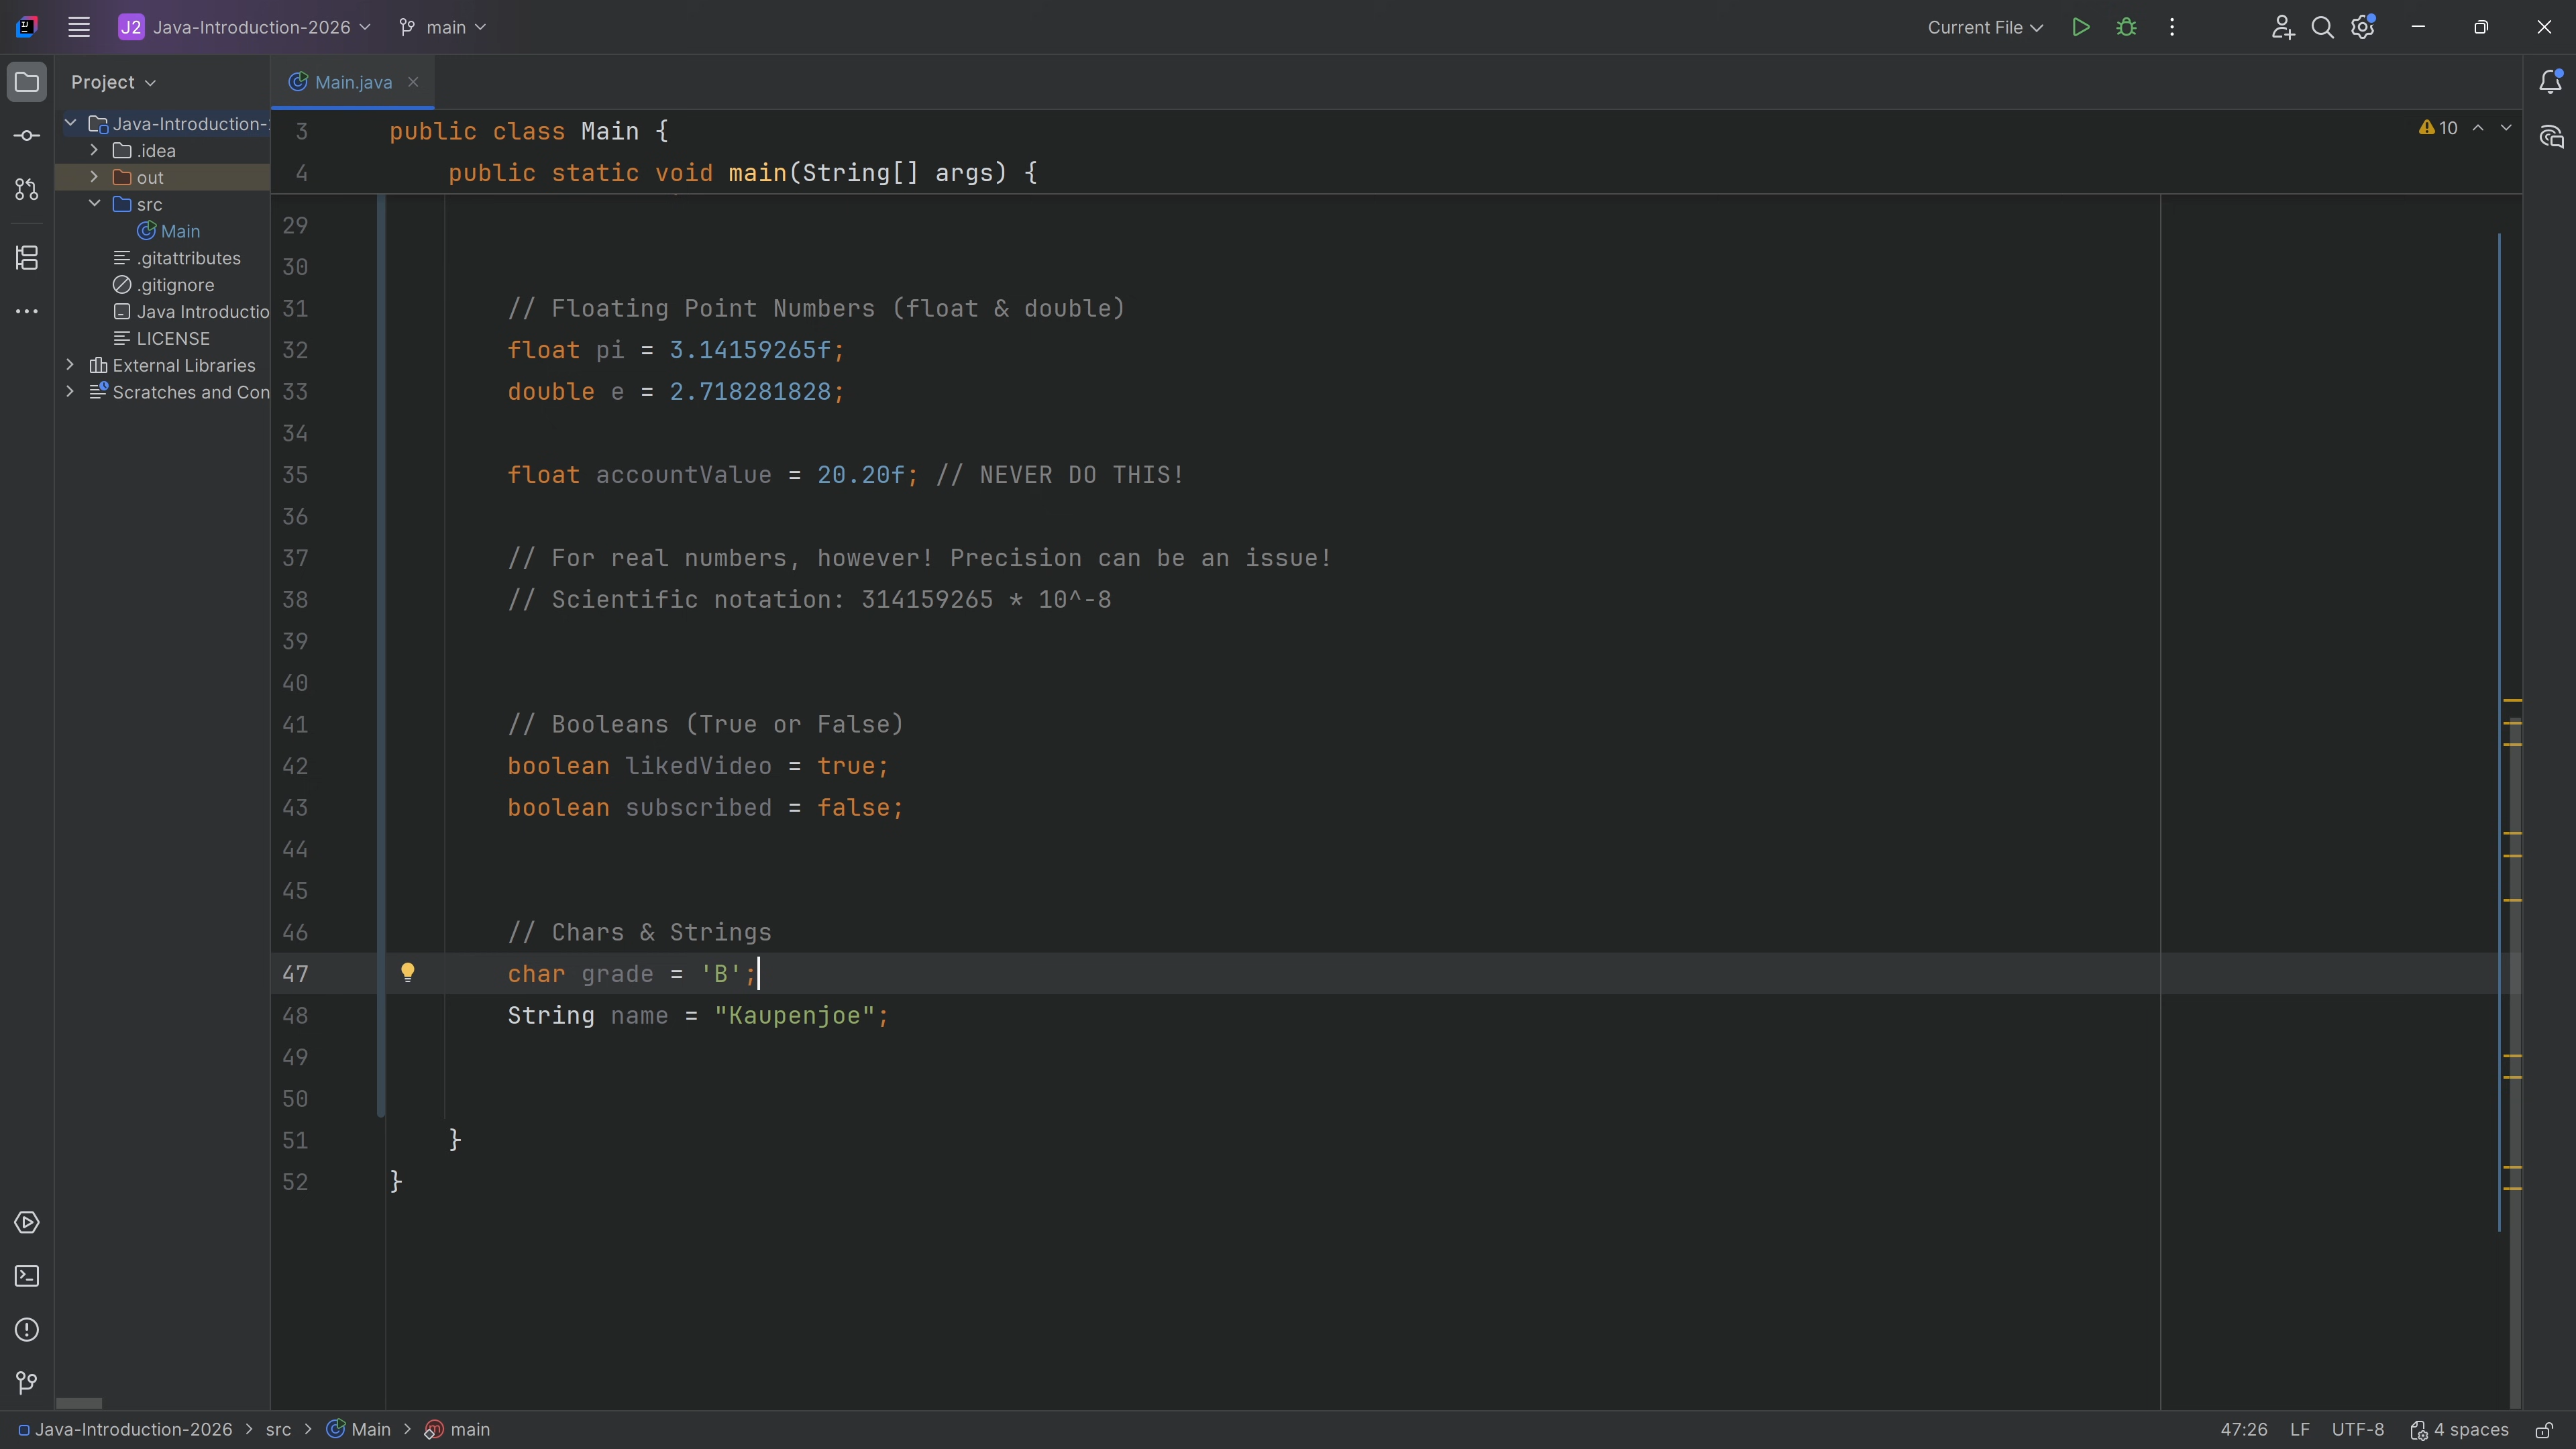 J2 Java-Introduction-2026 main Current File
Project
Main.java
Java-Introduction-
.idea
out
src
Main
.gitattributes
.gitignore
Java Introductio
LICENSE
External Libraries
Scratches and Con
10
3 public class Main {
4 public static void main(String[] args) {
29
30
31 // Floating Point Numbers (float & double)
32 float pi = 3.14159265f;
33 double e = 2.718281828;
34
35 float accountValue = 20.20f; // NEVER DO THIS!
36
37 // For real numbers, however! Precision can be an issue!
38 // Scientific notation: 314159265 * 10^-8
39
40
41 // Booleans (True or False)
42 boolean likedVideo = true;
43 boolean subscribed = false;
44
45
46 // Chars & Strings
47 char grade = 'B';
48 String name = "Kaupenjoe";
49
50
51 }
52 }
Java-Introduction-2026 > src > Main > main 47:26 LF UTF-8 4 spaces